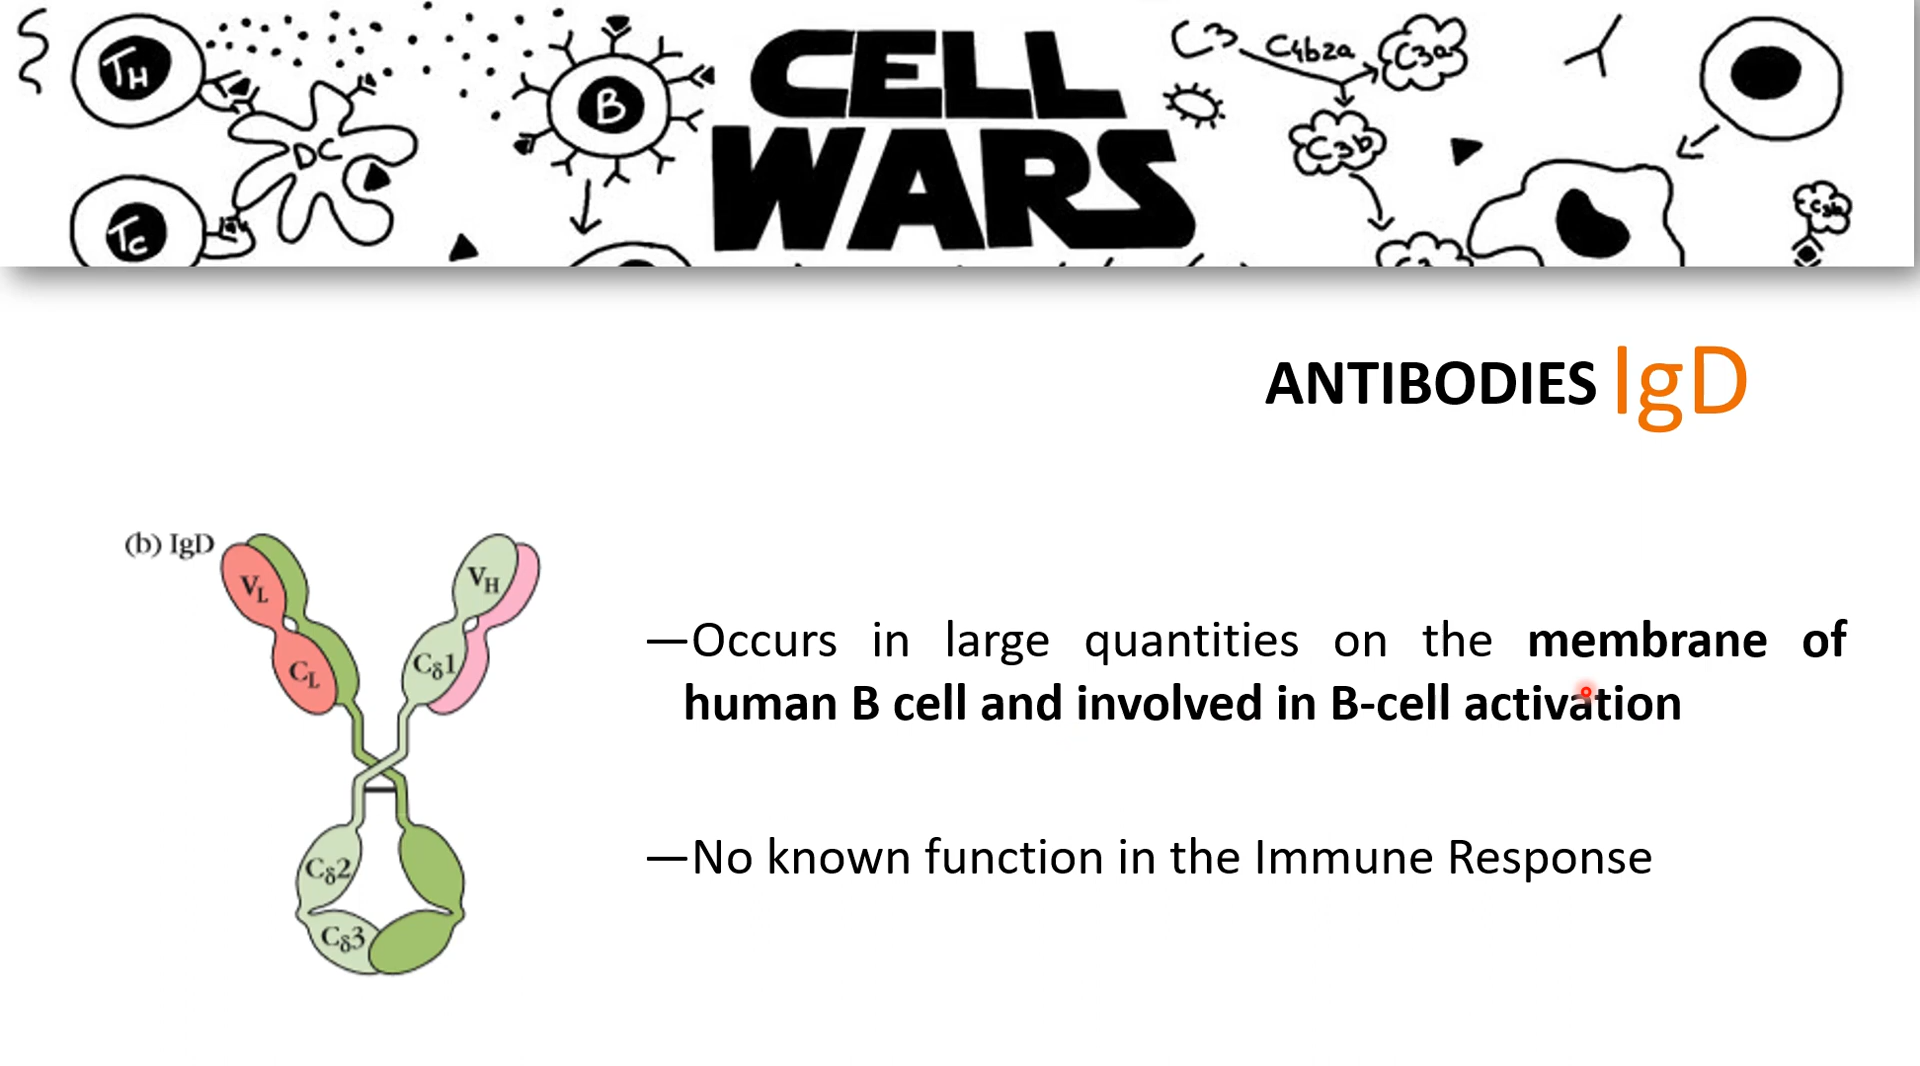 TH
DC
TC
B
CELL
WARS
C3
C4b2a
C3a
C3b
C3b
ANTIBODIES IgD
(b) IgD
VL
CL
VH
Cδ1
Cδ2
Cδ3
—Occurs in large quantities on the membrane of
human B cell and involved in B-cell activation
—No known function in the Immune Response